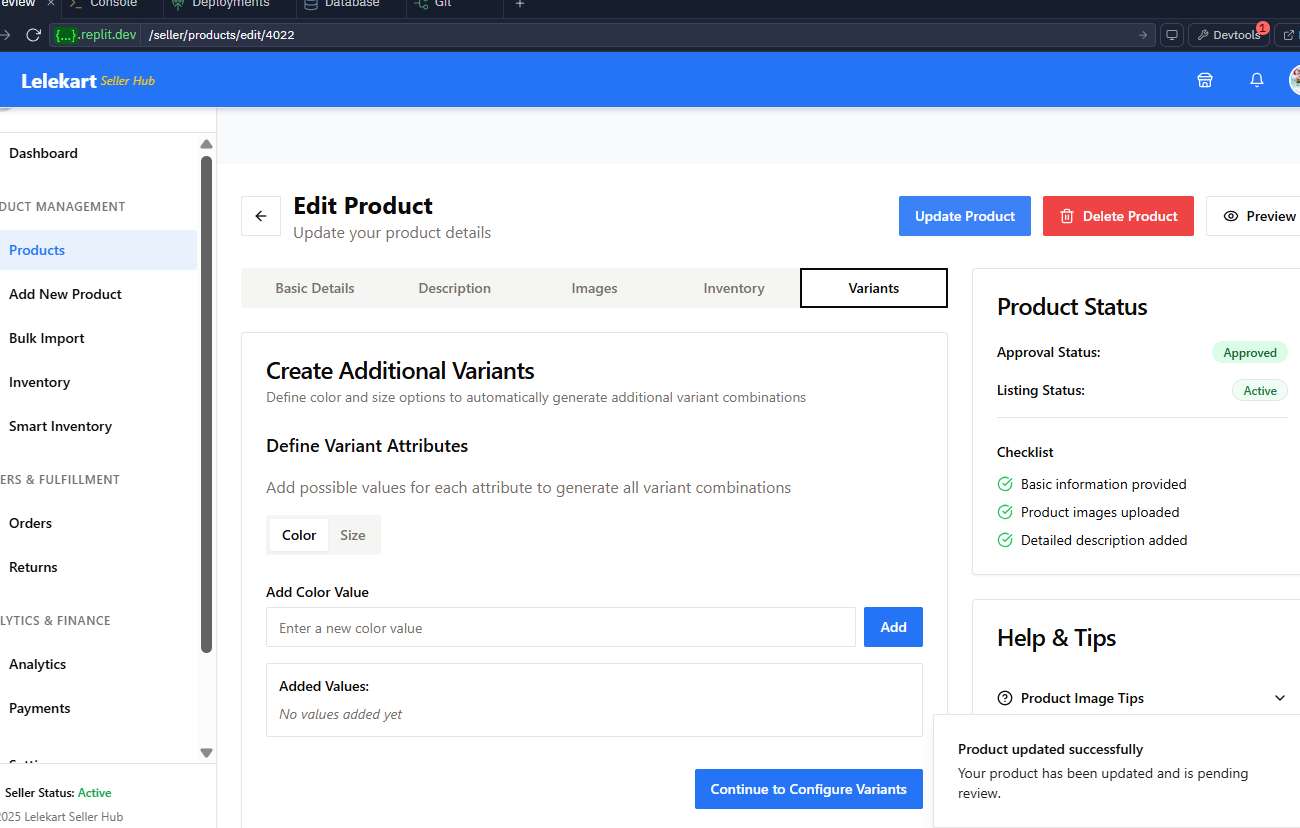 eview × >_ Console Deployments Database Git +
{...}.replit.dev /seller/products/edit/4022 Devtools 1
Lelekart Seller Hub
Dashboard
DUCT MANAGEMENT
Products
Add New Product
Bulk Import
Inventory
Smart Inventory
ERS & FULFILLMENT
Orders
Returns
LYTICS & FINANCE
Analytics
Payments
Seller Status: Active
2025 Lelekart Seller Hub
Edit Product
Update your product details
Update Product Delete Product Preview
Basic Details Description Images Inventory Variants
Create Additional Variants
Define color and size options to automatically generate additional variant combinations
Define Variant Attributes
Add possible values for each attribute to generate all variant combinations
Color Size
Add Color Value
Enter a new color value Add
Added Values:
No values added yet
Continue to Configure Variants
Product Status
Approval Status: Approved
Listing Status: Active
Checklist
Basic information provided
Product images uploaded
Detailed description added
Help & Tips
Product Image Tips
Product updated successfully
Your product has been updated and is pending
review.